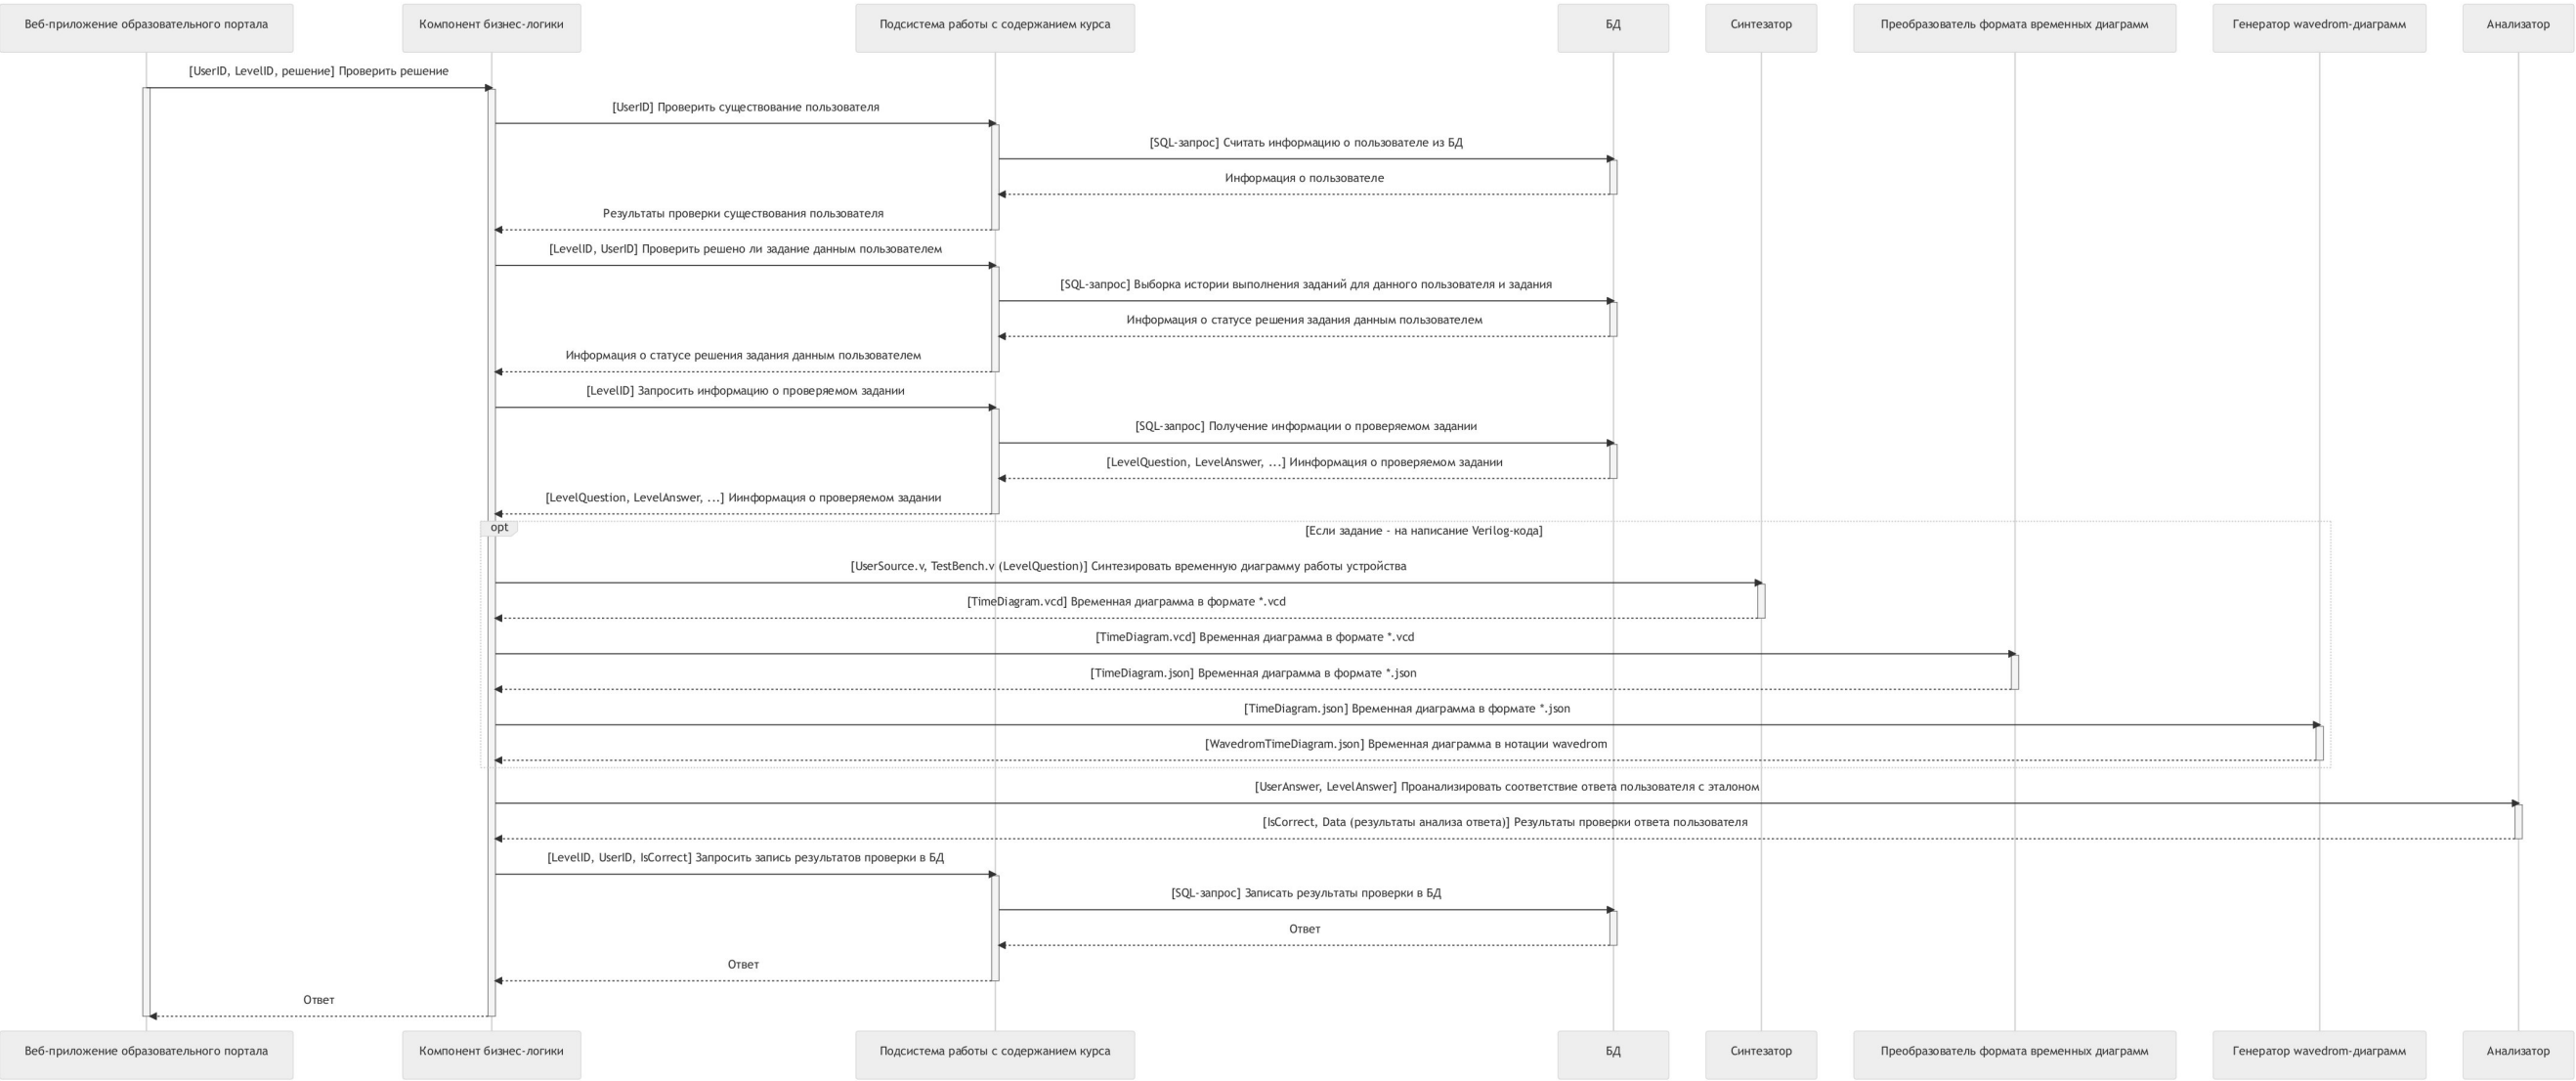 Веб-приложение образовательного портала
Компонент бизнес-логики
Подсистема работы с содержанием курса
БД
Синтезатор
Преобразователь формата временных диаграмм
Генератор wavedrom-диаграмм
Анализатор
[UserID, LevelID, решение] Проверить решение
[UserID] Проверить существование пользователя
[SQL-запрос] Считать информацию о пользователе из БД
Информация о пользователе
Результаты проверки существования пользователя
[LevelID, UserID] Проверить решено ли задание данным пользователем
[SQL-запрос] Выборка истории выполнения заданий для данного пользователя и задания
Информация о статусе решения задания данным пользователем
Информация о статусе решения задания данным пользователем
[LevelID] Запросить информацию о проверяемом задании
[SQL-запрос] Получение информации о проверяемом задании
[LevelQuestion, LevelAnswer, ...] Иинформация о проверяемом задании
[LevelQuestion, LevelAnswer, ...] Иинформация о проверяемом задании
opt
[Если задание - на написание Verilog-кода]
[UserSource.v, TestBench.v (LevelQuestion)] Синтезировать временную диаграмму работы устройства
[TimeDiagram.vcd] Временная диаграмма в формате *.vcd
[TimeDiagram.vcd] Временная диаграмма в формате *.vcd
[TimeDiagram.json] Временная диаграмма в формате *.json
[TimeDiagram.json] Временная диаграмма в формате *.json
[WavedromTimeDiagram.json] Временная диаграмма в нотации wavedrom
[UserAnswer, LevelAnswer] Проанализировать соответствие ответа пользователя с эталоном
[IsCorrect, Data (результаты анализа ответа)] Результаты проверки ответа пользователя
[LevelID, UserID, IsCorrect] Запросить запись результатов проверки в БД
[SQL-запрос] Записать результаты проверки в БД
Ответ
Ответ
Ответ
Веб-приложение образовательного портала
Компонент бизнес-логики
Подсистема работы с содержанием курса
БД
Синтезатор
Преобразователь формата временных диаграмм
Генератор wavedrom-диаграмм
Анализатор